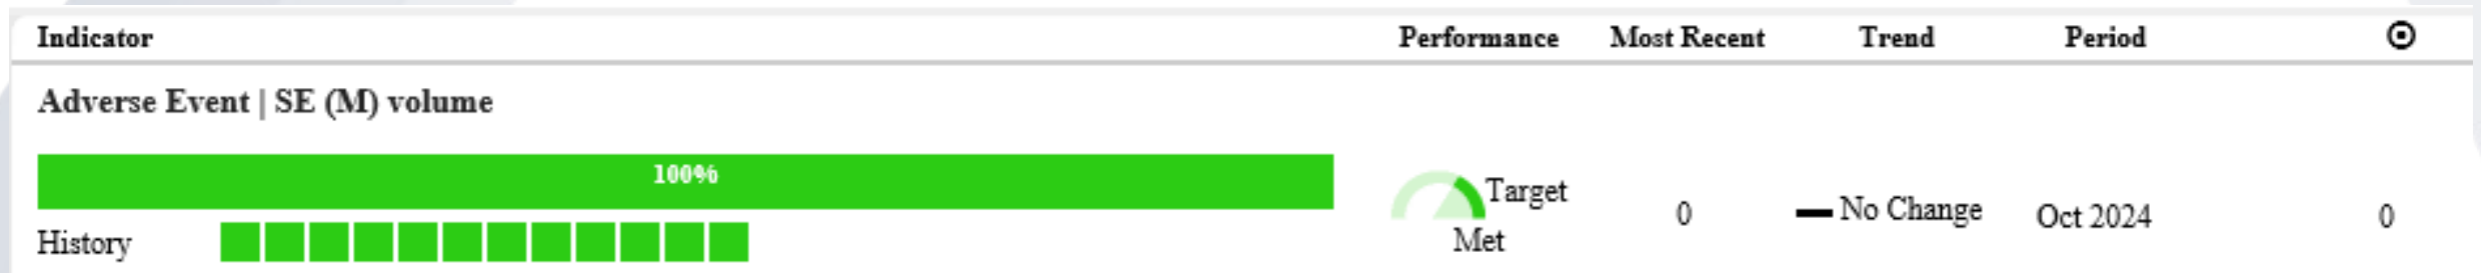 Indicator Performance Most Recent Trend Period
Adverse Event | SE (M) volume
100%
Target
Met
0
No Change
Oct 2024
0
History